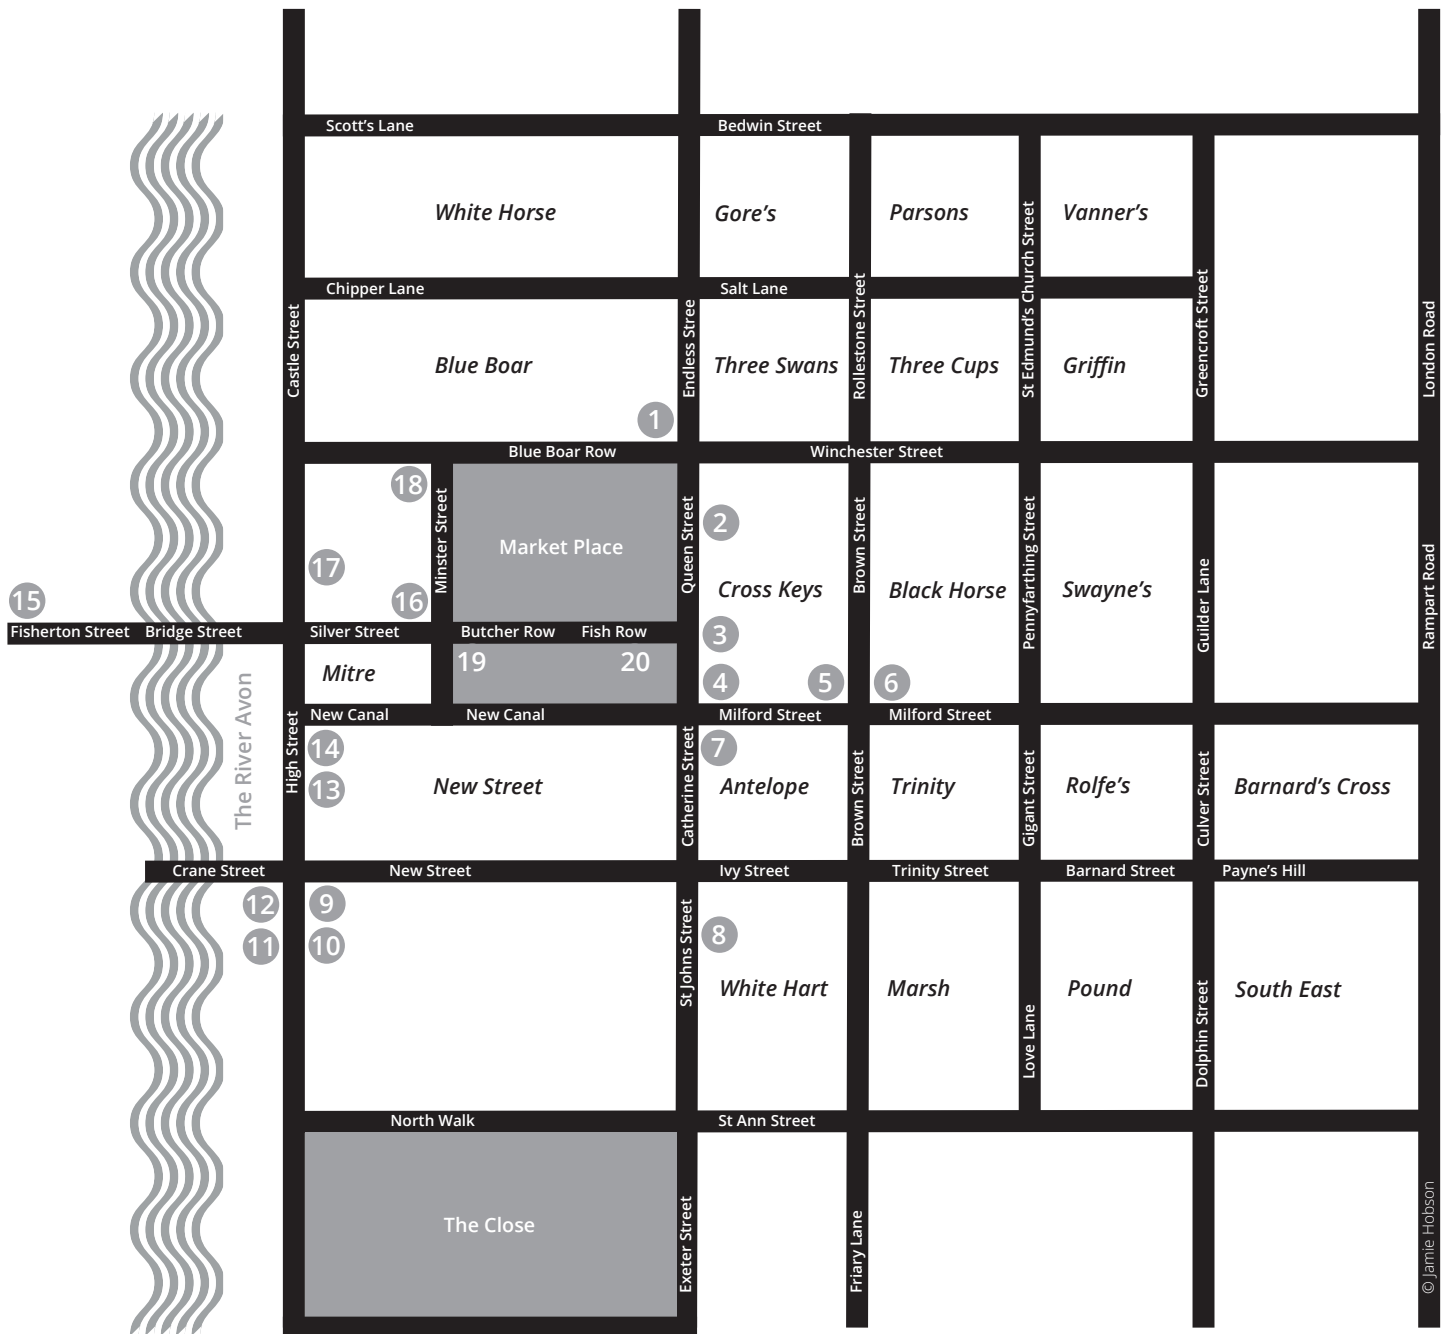 Scott's Lane
Bedwin Street
White Horse
Gore's
Parsons
Vanner's
Chipper Lane
Salt Lane
Castle Street
Endless Stree
Rollestone Street
St Edmund's Church Street
Greencroft Street
London Road
Blue Boar
Three Swans
Three Cups
Griffin
1
Blue Boar Row
Winchester Street
18
Minster Street
Market Place
Queen Street
2
Brown Street
Pennyfarthing Street
Guilder Lane
Rampart Road
17
16
Cross Keys
Black Horse
Swayne's
15
3
Fisherton Street
Bridge Street
Silver Street
Butcher Row
Fish Row
Mitre
19
20
4
5
6
The River Avon
High Street
New Canal
New Canal
Milford Street
Milford Street
14
13
New Street
Catherine Street
7
Antelope
Brown Street
Trinity
Gigant Street
Rolfe's
Culver Street
Barnard's Cross
Crane Street
New Street
Ivy Street
Trinity Street
Barnard Street
Payne's Hill
12
9
11
10
St Johns Street
8
White Hart
Marsh
Love Lane
Pound
Dolphin Street
South East
North Walk
St Ann Street
The Close
Exeter Street
Friary Lane
© Jamie Hobson